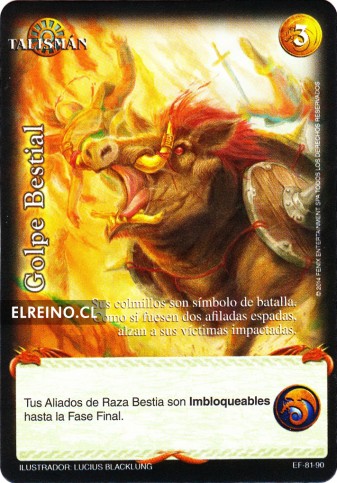 TALISMÁN
3
Golpe Bestial
© 2014 FENIX ENTERTAINMENT SPA TODOS LOS DERECHOS RESERVADOS
ELREINO.CL
Sus colmillos son símbolo de batalla.
Como si fuesen dos afiladas espadas,
alzan a sus víctimas impactadas.
Tus Aliados de Raza Bestia son Imbloqueables
hasta la Fase Final.
ILUSTRADOR: LUCIUS BLACKLUNG
EF-81-90